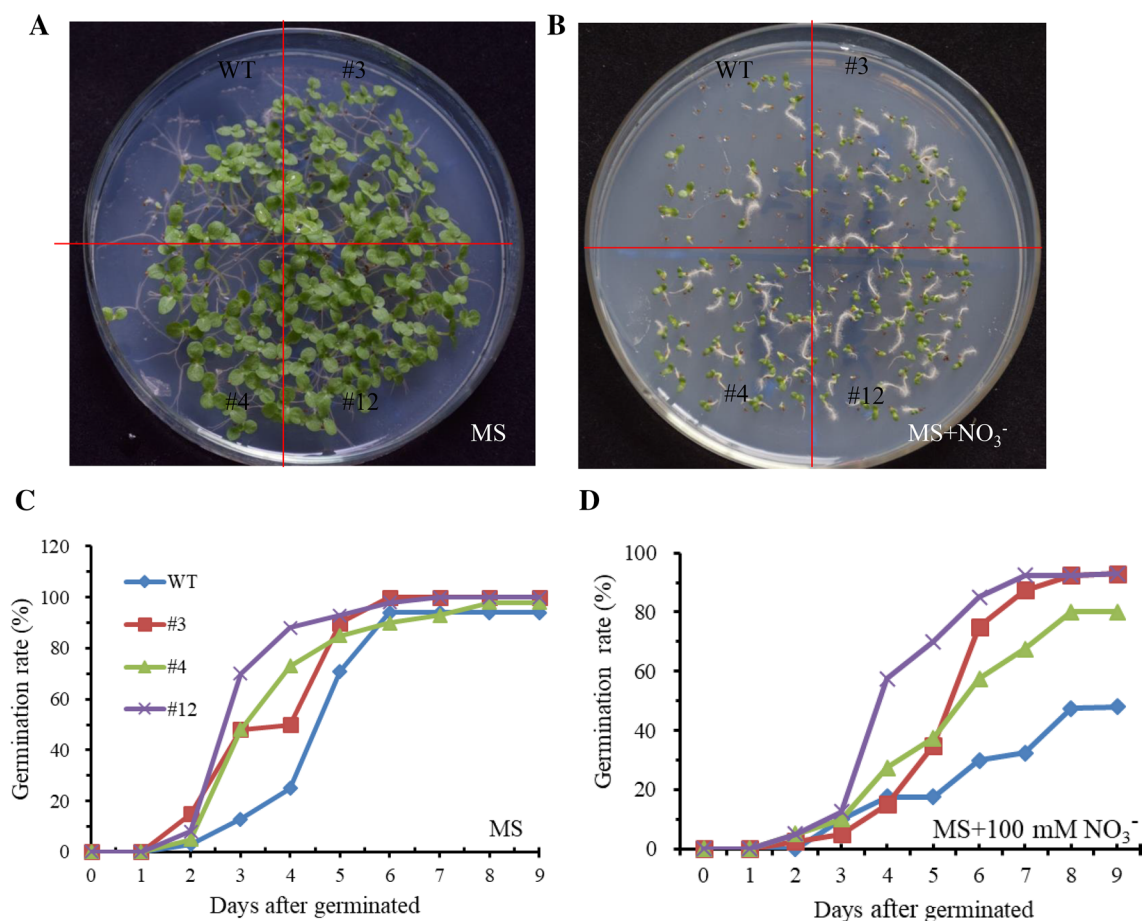 A
B
WT
#3
#4
#12
MS
WT
#3
#4
#12
MS+NO₃⁻
C
D
Germination rate (%)
120
100
80
60
40
20
0
WT
#3
#4
#12
MS
0 1 2 3 4 5 6 7 8 9
Days after germinated
Germination rate (%)
100
80
60
40
20
0
MS+100 mM NO₃⁻
0 1 2 3 4 5 6 7 8 9
Days after germinated